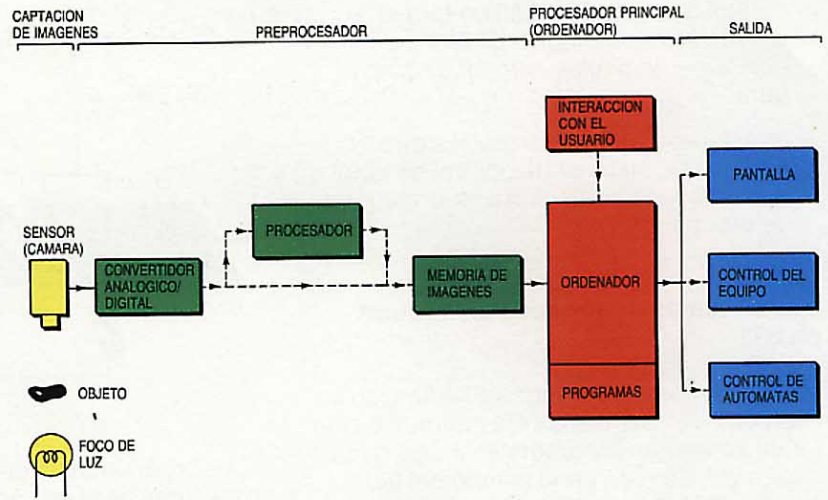 CAPTACION
DE IMAGENES
PREPROCESADOR
PROCESADOR PRINCIPAL
(ORDENADOR)
SALIDA
INTERACCION
CON EL
USUARIO
PANTALLA
SENSOR
(CAMARA)
PROCESADOR
CONVERTIDOR
ANALOGICO/
DIGITAL
MEMORIA DE
IMAGENES
ORDENADOR
CONTROL DEL
EQUIPO
OBJETO
PROGRAMAS
CONTROL DE
AUTOMATAS
FOCO DE
LUZ